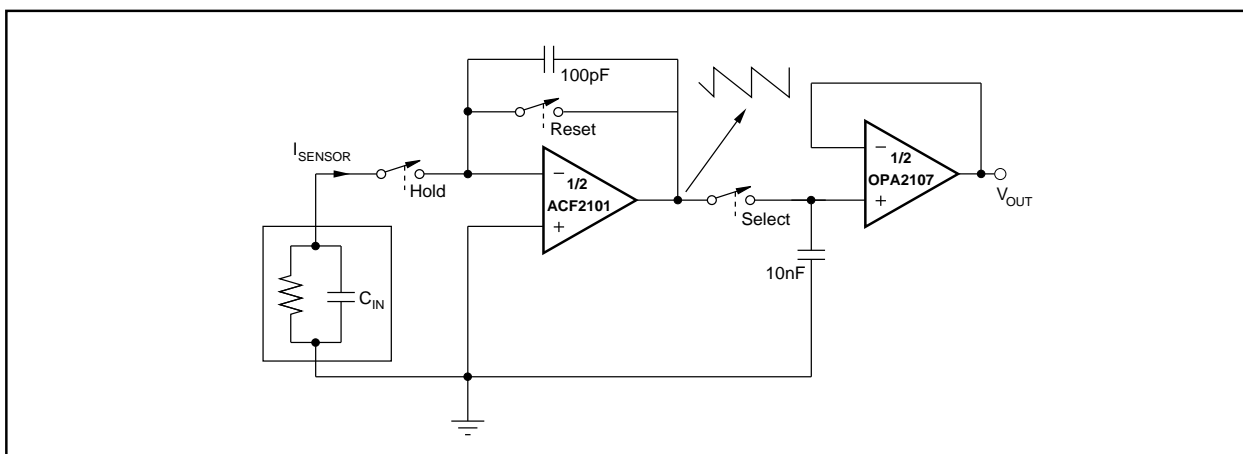 100pF
Reset
I_SENSOR
Hold
−
1/2
ACF2101
+
Select
−
1/2
OPA2107
+
V_OUT
10nF
C_IN